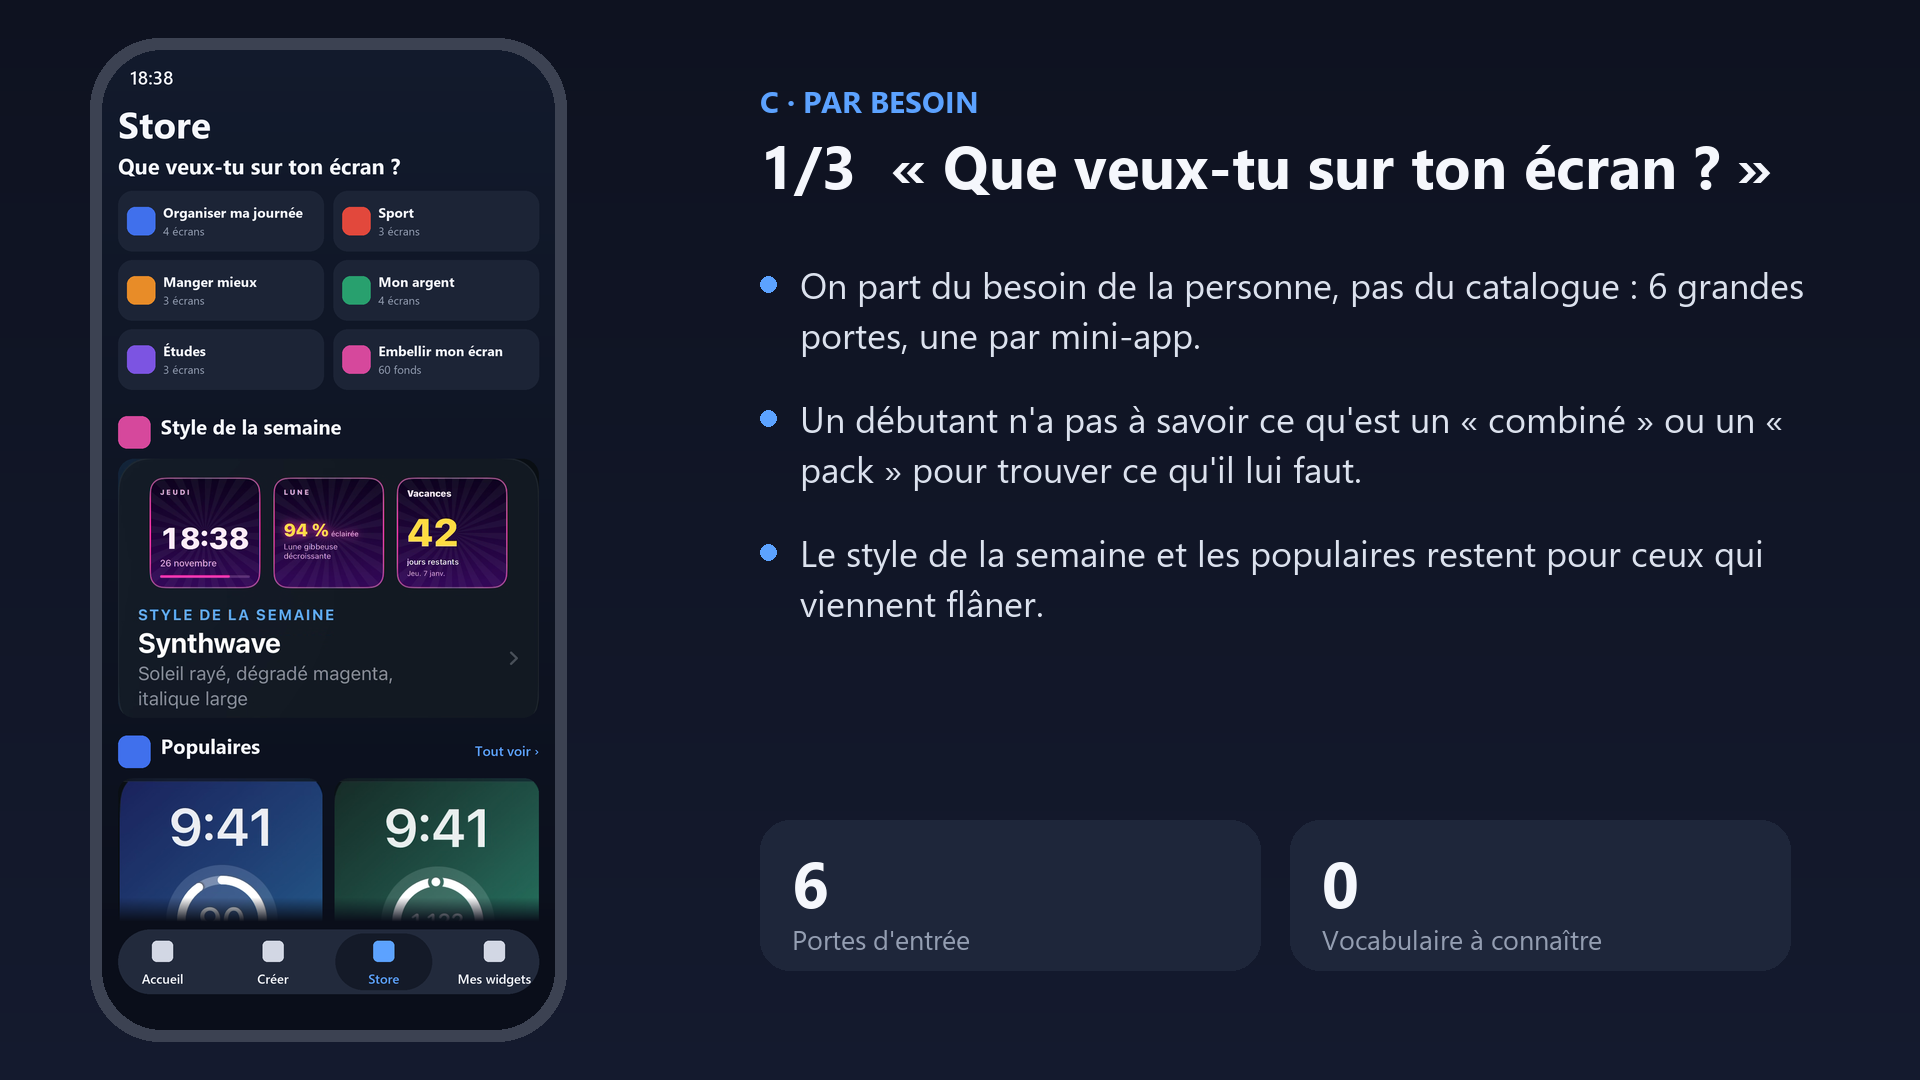 18:38
Store
Que veux-tu sur ton écran ?
Organiser ma journée
4 écrans
Sport
3 écrans
Manger mieux
3 écrans
Mon argent
4 écrans
Études
3 écrans
Embellir mon écran
60 fonds
Style de la semaine
JEUDI
18:38
26 novembre
LUNE
94 % éclairée
Lune gibbeuse
décroissante
Vacances
42
jours restants
Jeu. 7 janv.
STYLE DE LA SEMAINE
Synthwave
Soleil rayé, dégradé magenta,
italique large
Populaires
Tout voir ›
9:41
9:41
Accueil
Créer
Store
Mes widgets
C · PAR BESOIN
1/3 « Que veux-tu sur ton écran ? »
On part du besoin de la personne, pas du catalogue : 6 grandes
portes, une par mini-app.
Un débutant n'a pas à savoir ce qu'est un « combiné » ou un «
pack » pour trouver ce qu'il lui faut.
Le style de la semaine et les populaires restent pour ceux qui
viennent flâner.
6
Portes d'entrée
0
Vocabulaire à connaître